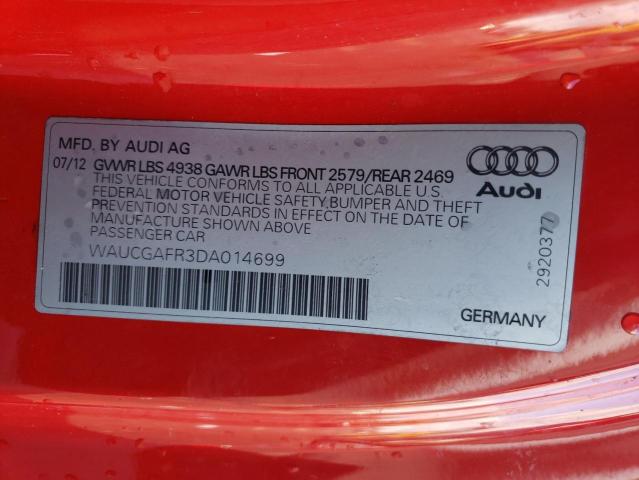 MFD. BY AUDI AG
07/12 GVWR LBS 4938 GAWR LBS FRONT 2579/REAR 2469
THIS VEHICLE CONFORMS TO ALL APPLICABLE U.S.
FEDERAL MOTOR VEHICLE SAFETY, BUMPER AND THEFT
PREVENTION STANDARDS IN EFFECT ON THE DATE OF
MANUFACTURE SHOWN ABOVE
PASSENGER CAR
WAUCGAFR3DA014699
Audi
2920377
GERMANY